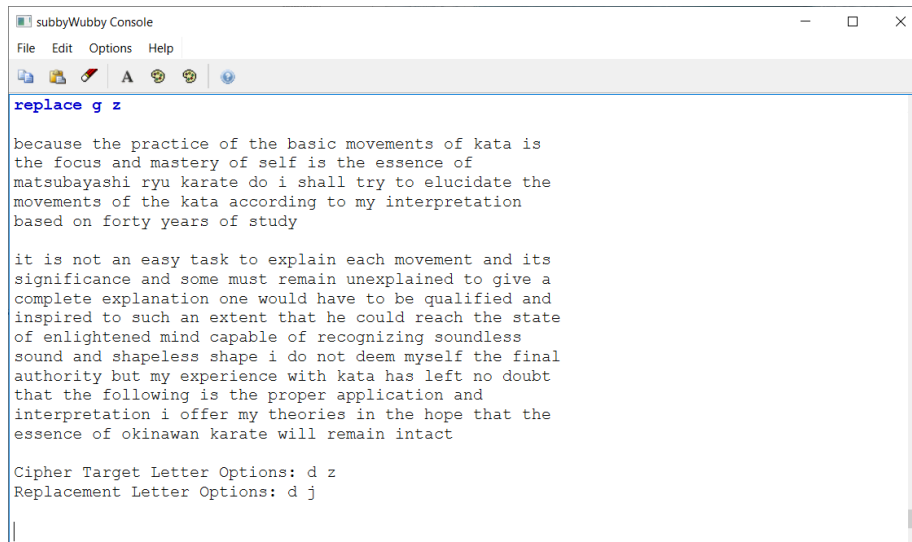 subbyWubby Console
File Edit Options Help
A
replace g z
because the practice of the basic movements of kata is
the focus and mastery of self is the essence of
matsubayashi ryu karate do i shall try to elucidate the
movements of the kata according to my interpretation
based on forty years of study
it is not an easy task to explain each movement and its
significance and some must remain unexplained to give a
complete explanation one would have to be qualified and
inspired to such an extent that he could reach the state
of enlightened mind capable of recognizing soundless
sound and shapeless shape i do not deem myself the final
authority but my experience with kata has left no doubt
that the following is the proper application and
interpretation i offer my theories in the hope that the
essence of okinawan karate will remain intact
Cipher Target Letter Options: d z
Replacement Letter Options: d j